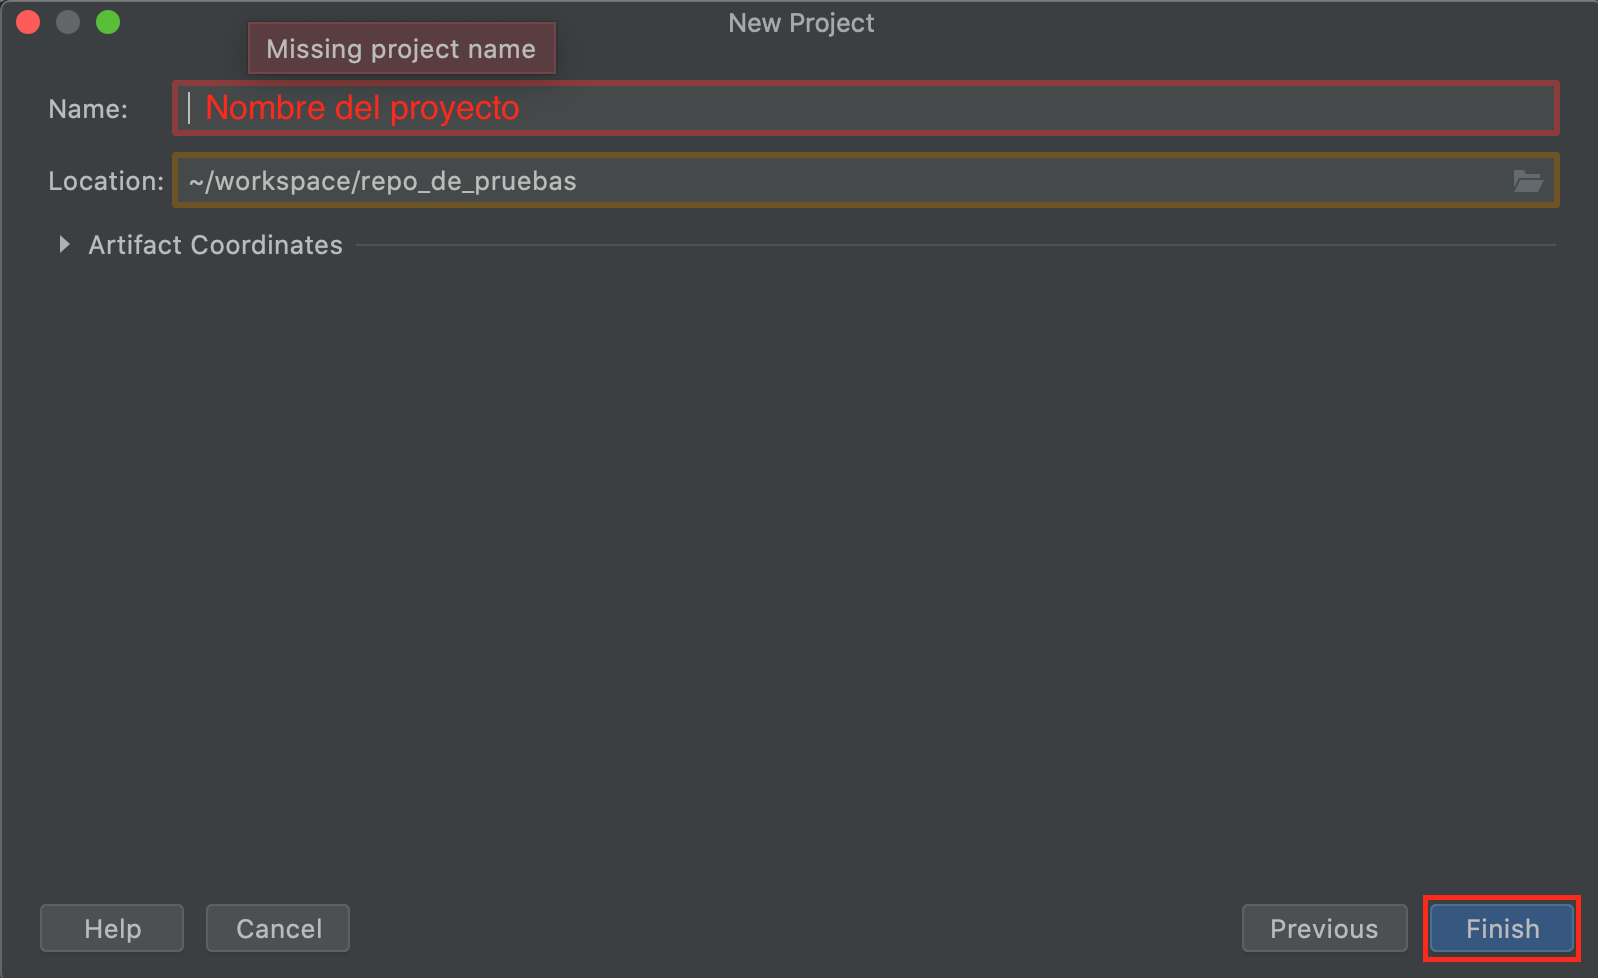 New Project
Missing project name
Name: Nombre del proyecto
Location: ~/workspace/repo_de_pruebas
Artifact Coordinates
Help Cancel Previous Finish